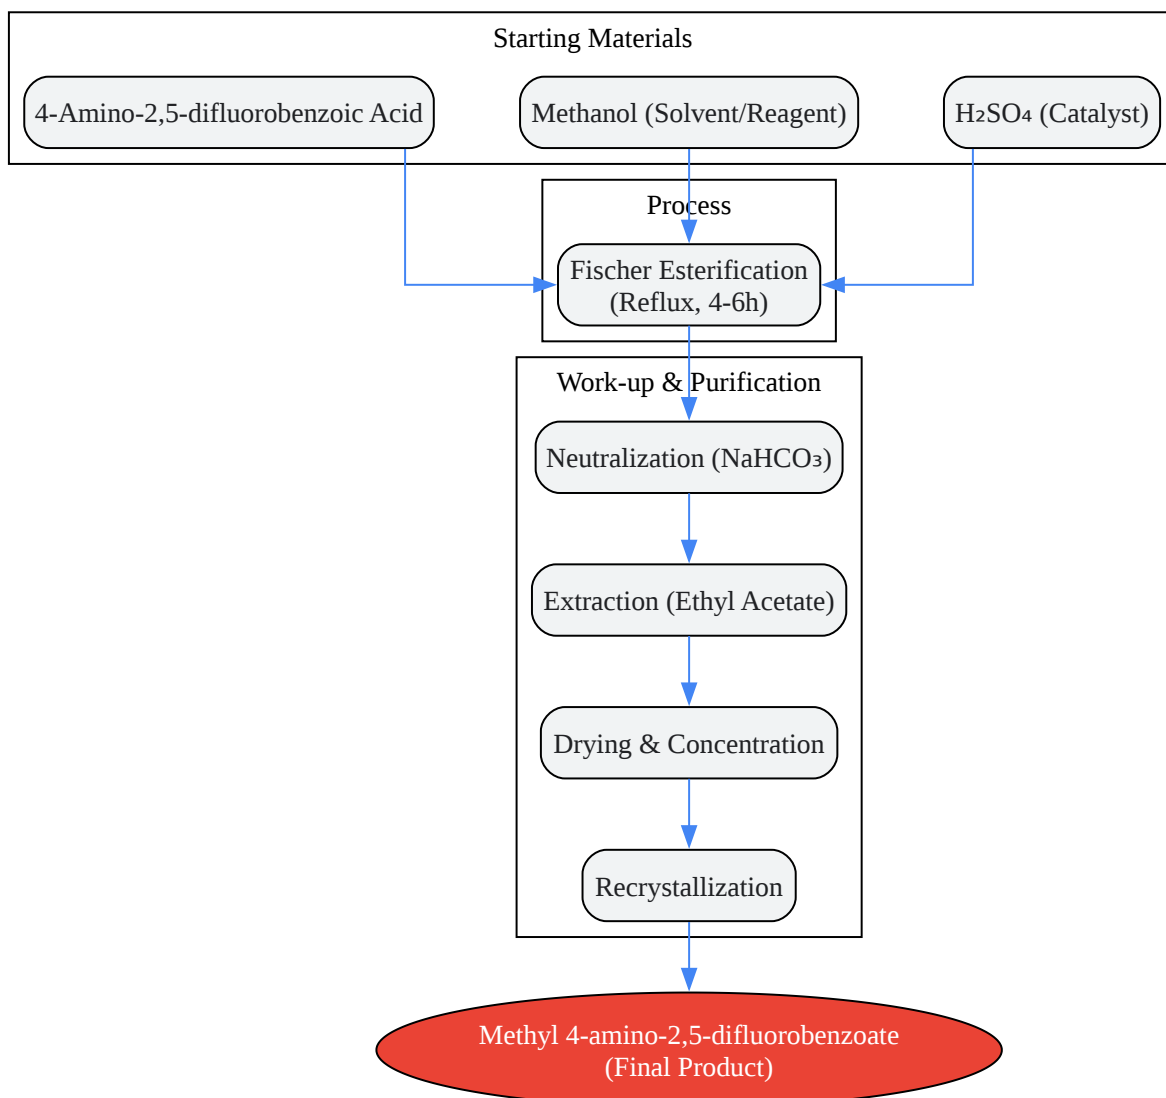 Starting Materials
4-Amino-2,5-difluorobenzoic Acid
Methanol (Solvent/Reagent)
H₂SO₄ (Catalyst)
Process
Fischer Esterification
(Reflux, 4-6h)
Work-up & Purification
Neutralization (NaHCO₃)
Extraction (Ethyl Acetate)
Drying & Concentration
Recrystallization
Methyl 4-amino-2,5-difluorobenzoate
(Final Product)